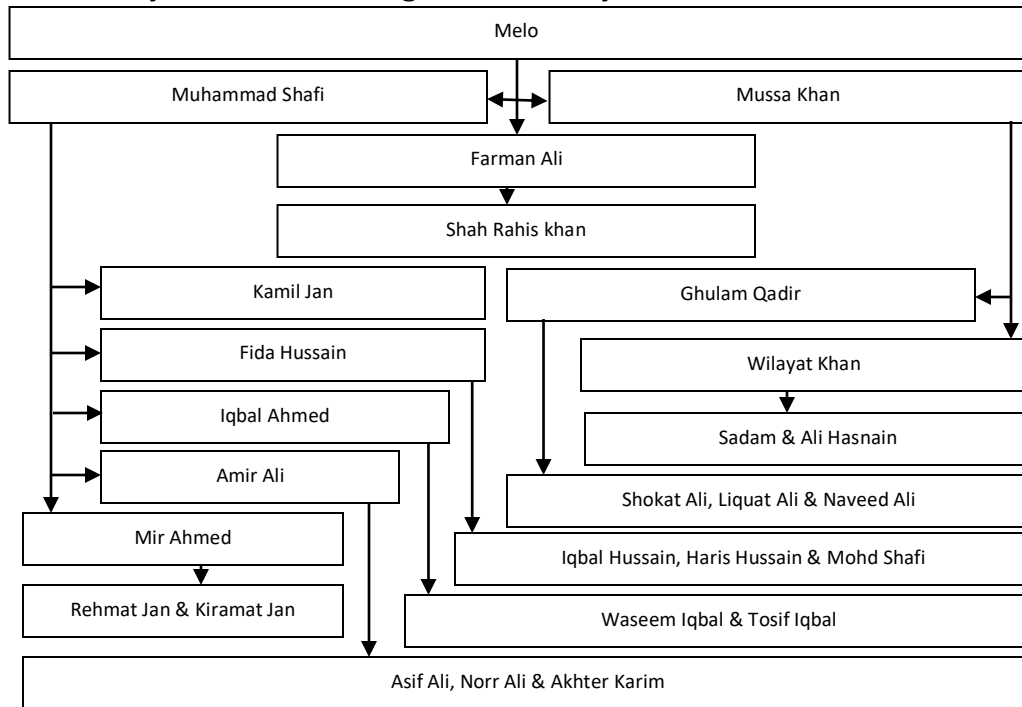 Melo
Muhammad Shafi
Mussa Khan
Farman Ali
Shah Rahis khan
Kamil Jan
Ghulam Qadir
Fida Hussain
Wilayat Khan
Iqbal Ahmed
Sadam & Ali Hasnain
Amir Ali
Shokat Ali, Liquat Ali & Naveed Ali
Mir Ahmed
Iqbal Hussain, Haris Hussain & Mohd Shafi
Rehmat Jan & Kiramat Jan
Waseem Iqbal & Tosif Iqbal
Asif Ali, Norr Ali & Akhter Karim